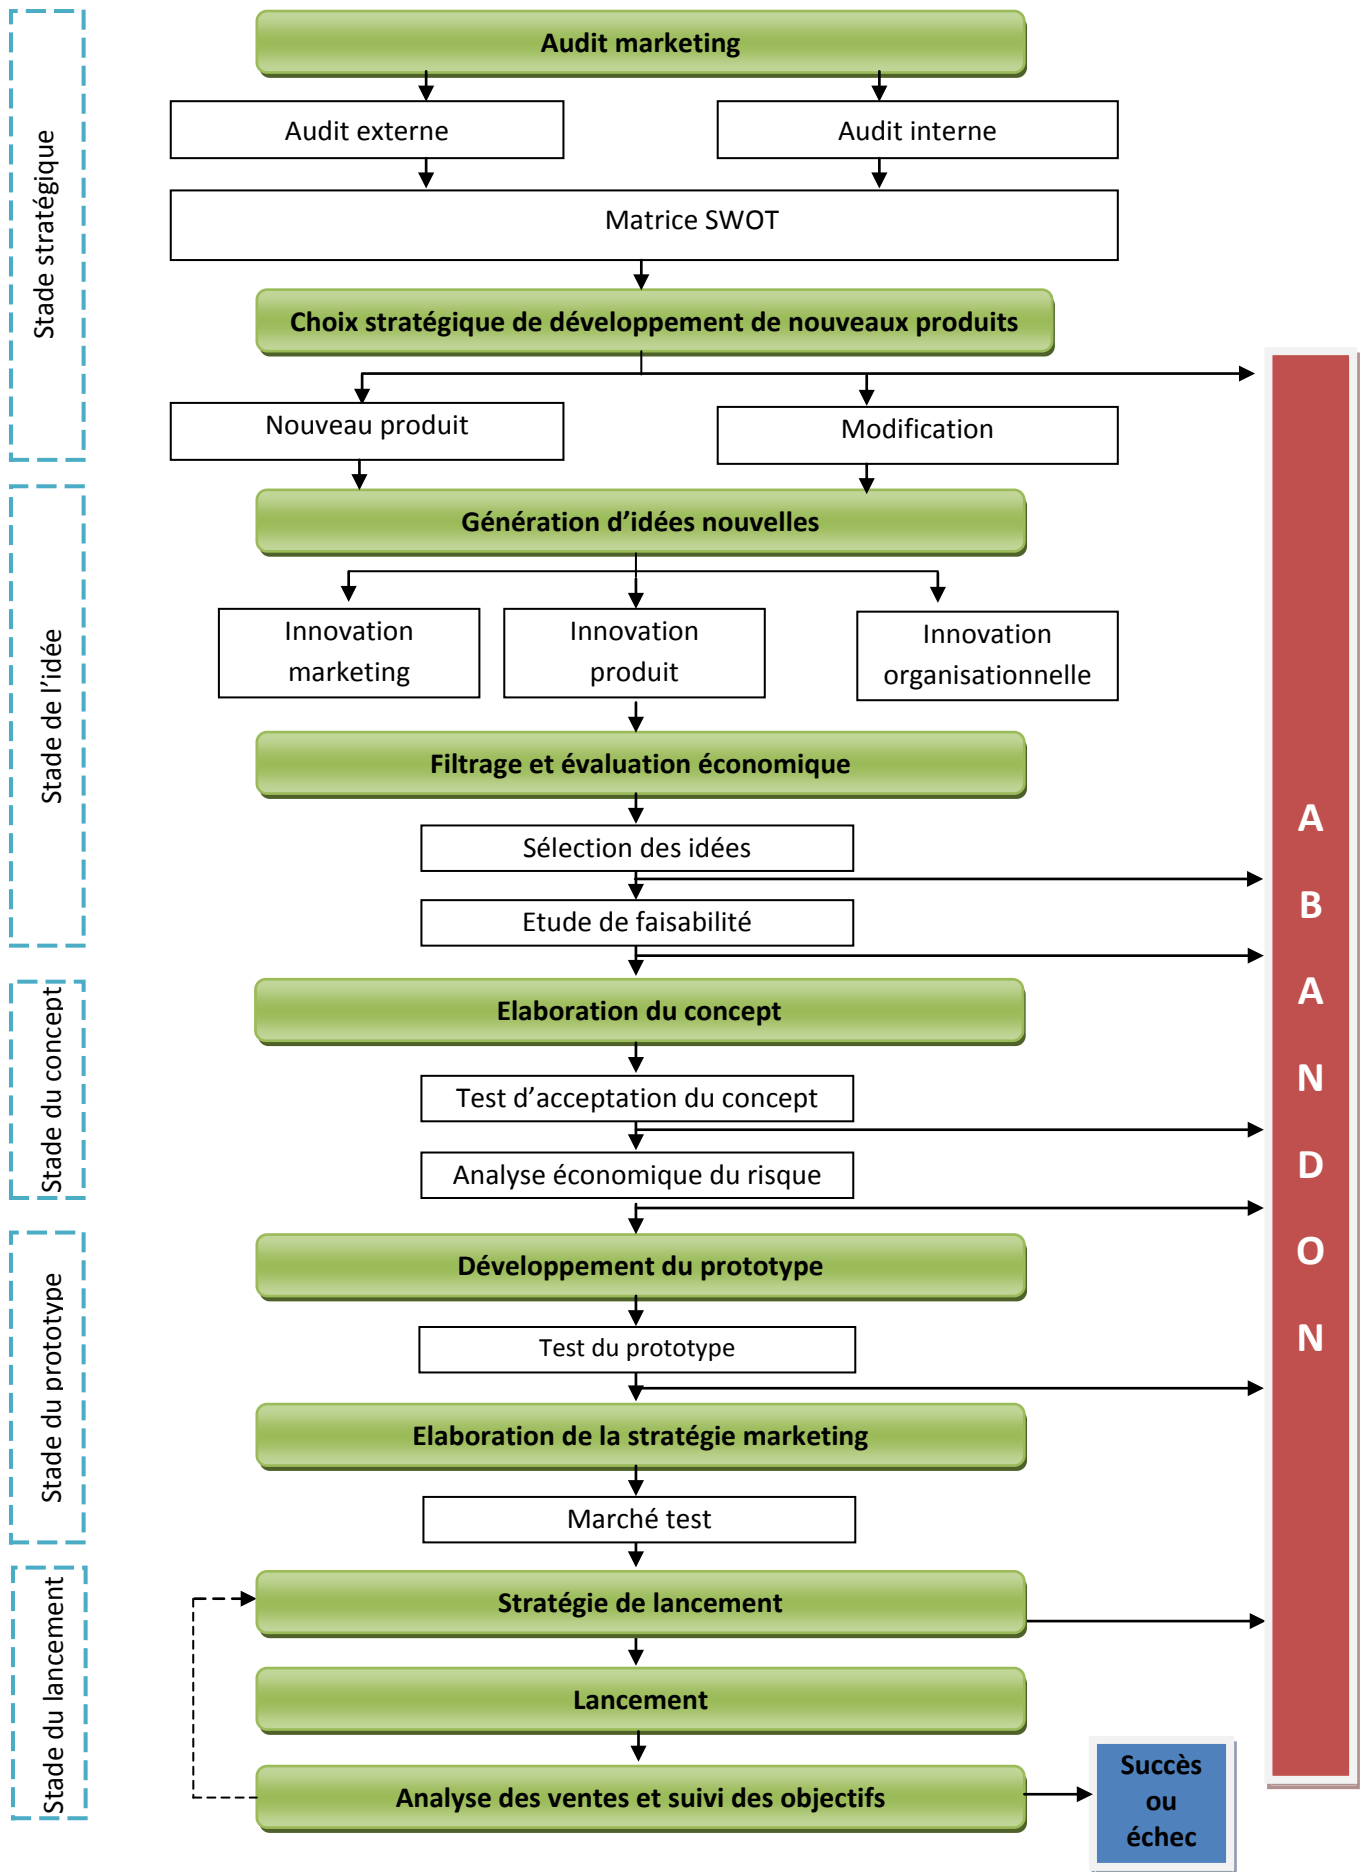 Stade stratégique
Audit marketing
Audit externe
Audit interne
Matrice SWOT
Choix stratégique de développement de nouveaux produits
Nouveau produit
Modification
Stade de l'idée
Génération d'idées nouvelles
Innovation
marketing
Innovation
produit
Innovation
organisationnelle
Filtrage et évaluation économique
Sélection des idées
Etude de faisabilité
Stade du concept
Elaboration du concept
Test d'acceptation du concept
Analyse économique du risque
Stade du prototype
Développement du prototype
Test du prototype
Elaboration de la stratégie marketing
Marché test
Stade du lancement
Stratégie de lancement
Lancement
Analyse des ventes et suivi des objectifs
Succès
ou
échec
A
B
A
N
D
O
N